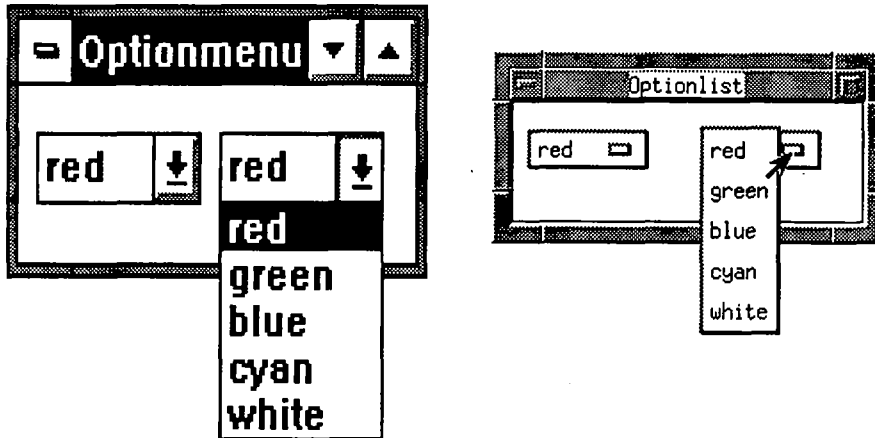 Optionmenu
red red
red
green
blue
cyan
white
Optionlist
red red
green
blue
cyan
white